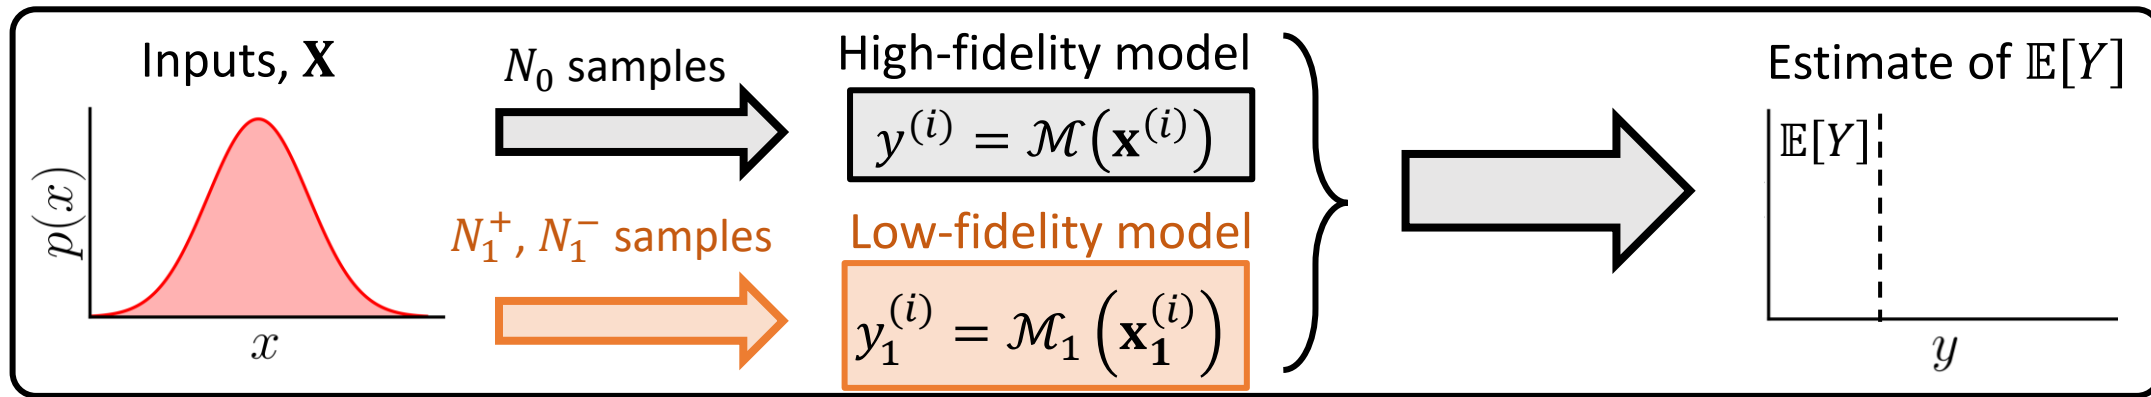 Inputs, X
p(x)
x
N₀ samples
N₁⁺, N₁⁻ samples
High-fidelity model
y⁽ⁱ⁾ = ℳ(x⁽ⁱ⁾)
Low-fidelity model
y₁⁽ⁱ⁾ = ℳ₁(x₁⁽ⁱ⁾)
Estimate of 𝔼[Y]
𝔼[Y]
y